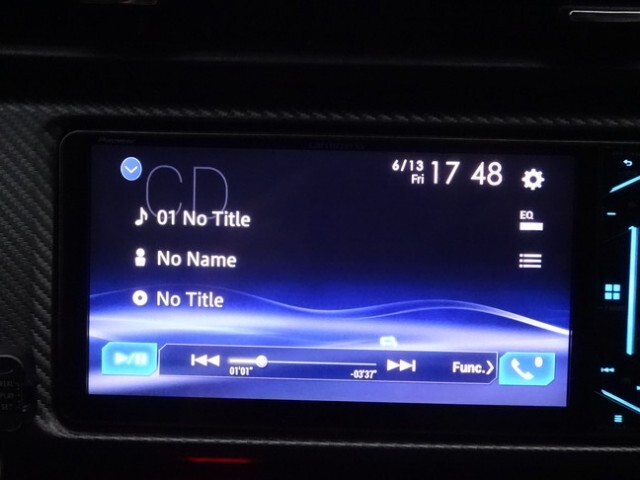 Pioneer
CD
6/13
Fri
17 48
01 No Title
EQ
No Name
No Title
01'01"
-03'37"
Func.